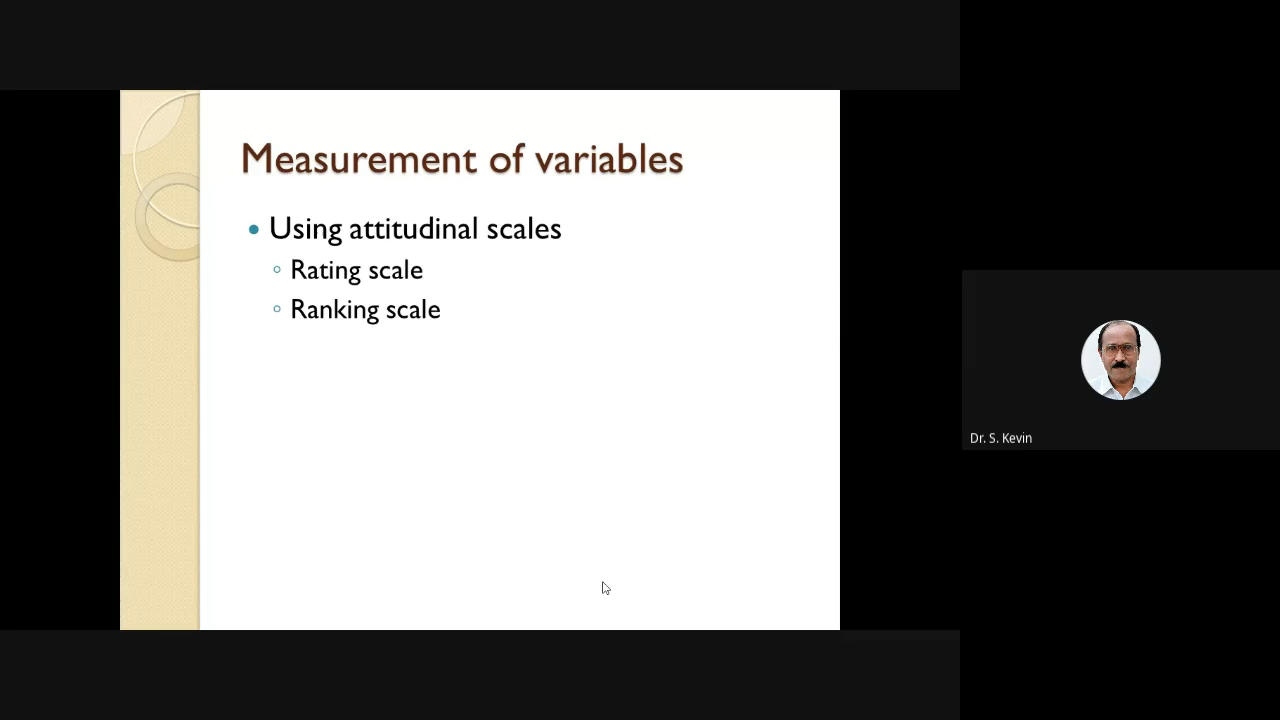 Measurement of variables
Using attitudinal scales
Rating scale
Ranking scale
Dr. S. Kevin